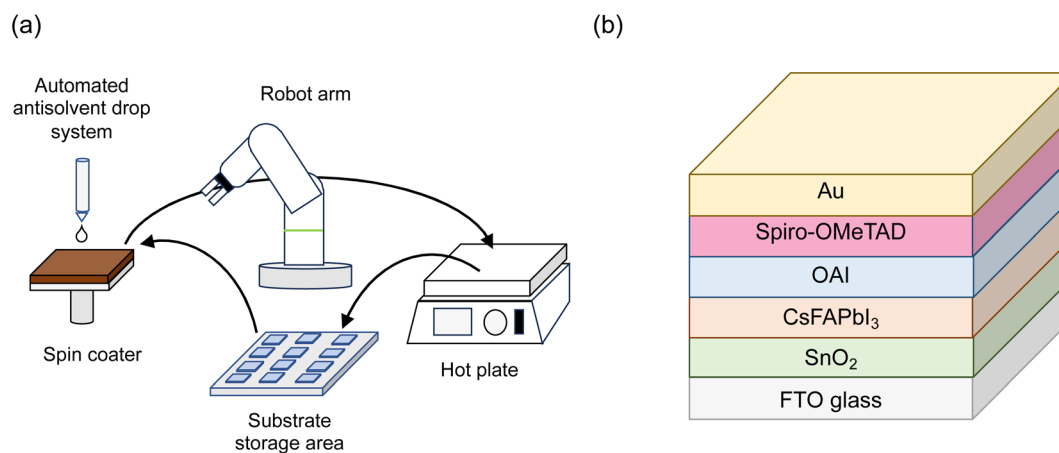 (a)
Automated
antisolvent drop
system
Robot arm
Spin coater
Substrate
storage area
Hot plate
(b)
Au
Spiro-OMeTAD
OAI
CsFAPbI₃
SnO₂
FTO glass